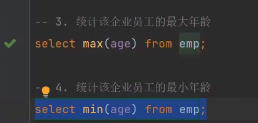 -- 3. 统计该企业员工的最大年龄
select max(age) from emp;
-- 4. 统计该企业员工的最小年龄
select min(age) from emp;